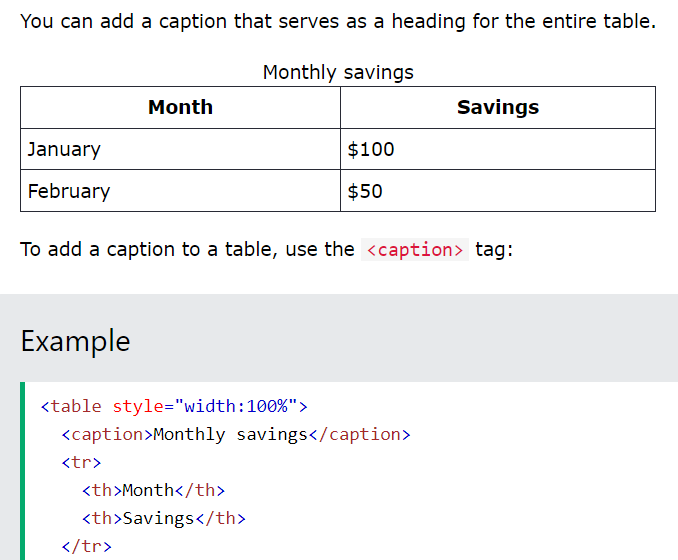 You can add a caption that serves as a heading for the entire table.
Monthly savings
Month Savings
January $100
February $50
To add a caption to a table, use the <caption> tag:
Example
<table style="width:100%">
<caption>Monthly savings</caption>
<tr>
<th>Month</th>
<th>Savings</th>
</tr>